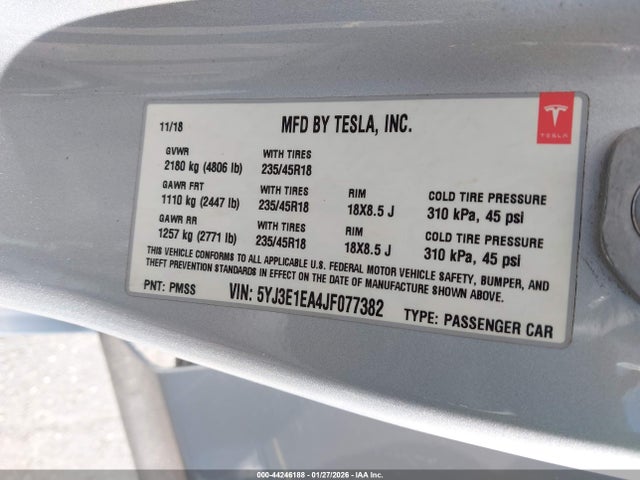 11/18 MFD BY TESLA, INC.
TESLA
GVWR WITH TIRES
2180 kg (4806 lb) 235/45R18
GAWR FRT WITH TIRES RIM COLD TIRE PRESSURE
1110 kg (2447 lb) 235/45R18 18X8.5 J 310 kPa, 45 psi
GAWR RR WITH TIRES RIM COLD TIRE PRESSURE
1257 kg (2771 lb) 235/45R18 18X8.5 J 310 kPa, 45 psi
THIS VEHICLE CONFORMS TO ALL APPLICABLE U.S. FEDERAL MOTOR VEHICLE SAFETY, BUMPER, AND
THEFT PREVENTION STANDARDS IN EFFECT ON THE DATE OF MANUFACTURE SHOWN ABOVE.
PNT: PMSS VIN: 5YJ3E1EA4JF077382 TYPE: PASSENGER CAR
000-44246188 - 01/27/2026 - IAA Inc.